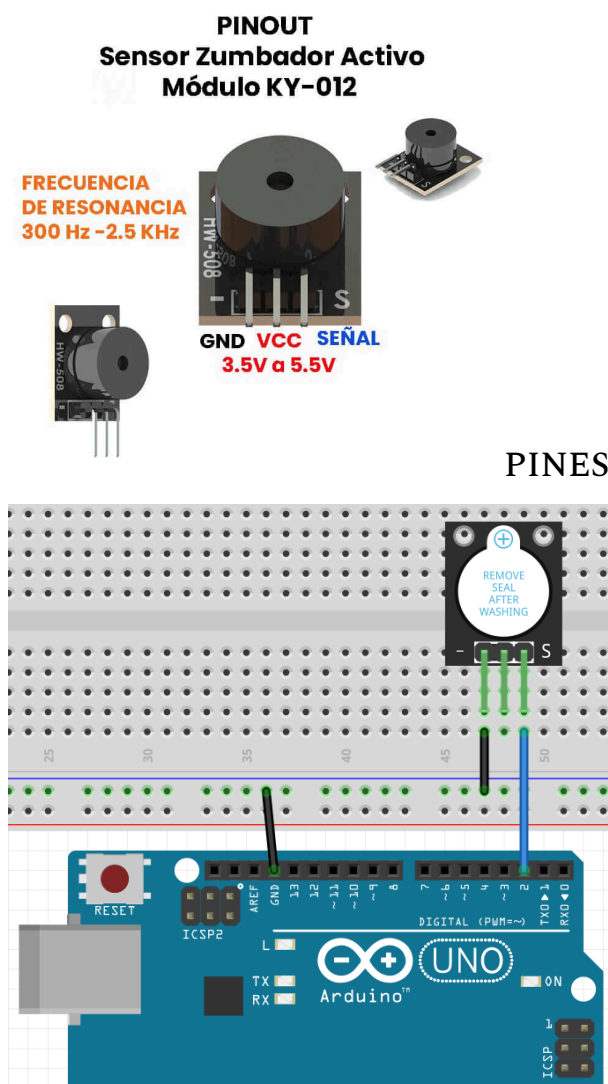 PINOUT
Sensor Zumbador Activo
Módulo KY-012
FRECUENCIA
DE RESONANCIA
300 Hz -2.5 KHz
HW-508
- S
GND VCC SEÑAL
3.5V a 5.5V
S
HW-508
PINES
+
REMOVE
SEAL
AFTER
WASHING
- S
25 30 35 40 45 50
RESET
ICSP2
AREF
GND
13
12
~11
~10
~9
8
7
~6
~5
4
~3
2
TX0▶1
RX0◀0
DIGITAL (PWM=~)
L
TX
RX
Arduino™
UNO
ON
1
ICSP